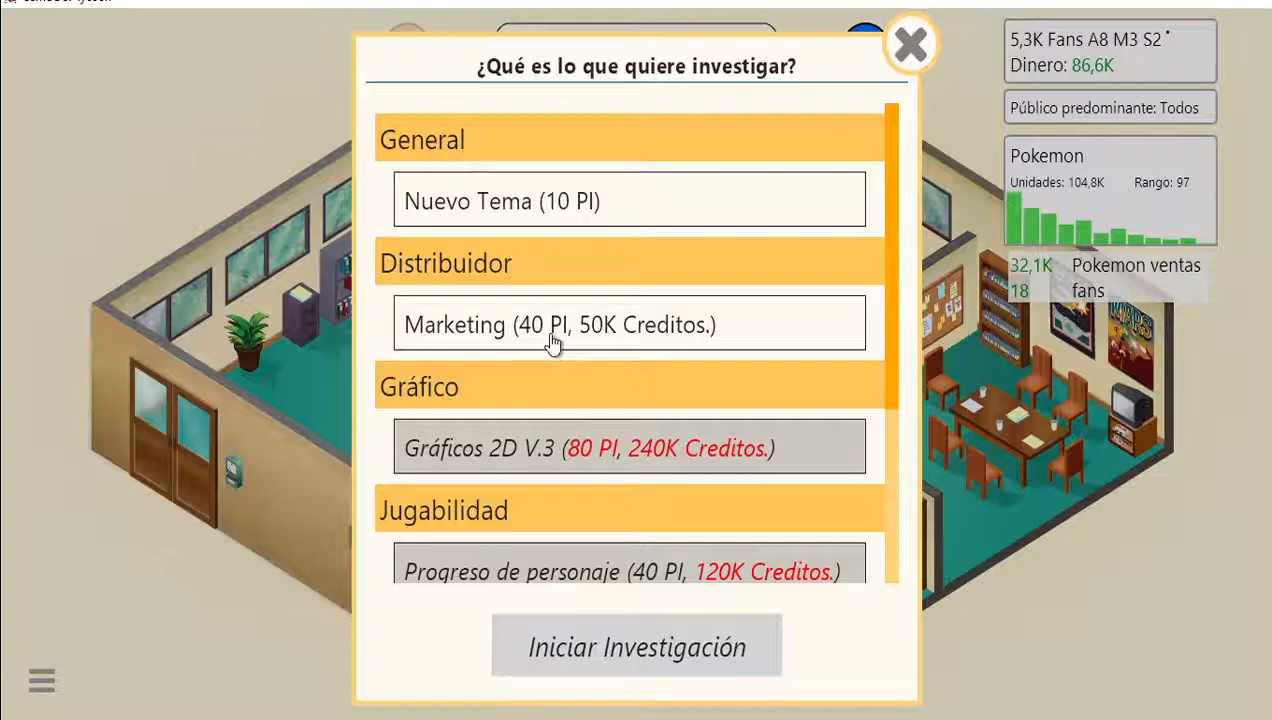 ¿Qué es lo que quiere investigar?
General
Nuevo Tema (10 PI)
Distribuidor
Marketing (40 PI, 50K Creditos.)
Gráfico
Gráficos 2D V.3 (80 PI, 240K Creditos.)
Jugabilidad
Progreso de personaje (40 PI, 120K Creditos.)
Iniciar Investigación
5,3K Fans A8 M3 S2
Dinero: 86,6K
Público predominante: Todos
Pokemon
Unidades: 104,8K Rango: 97
32,1K Pokemon ventas
18 fans